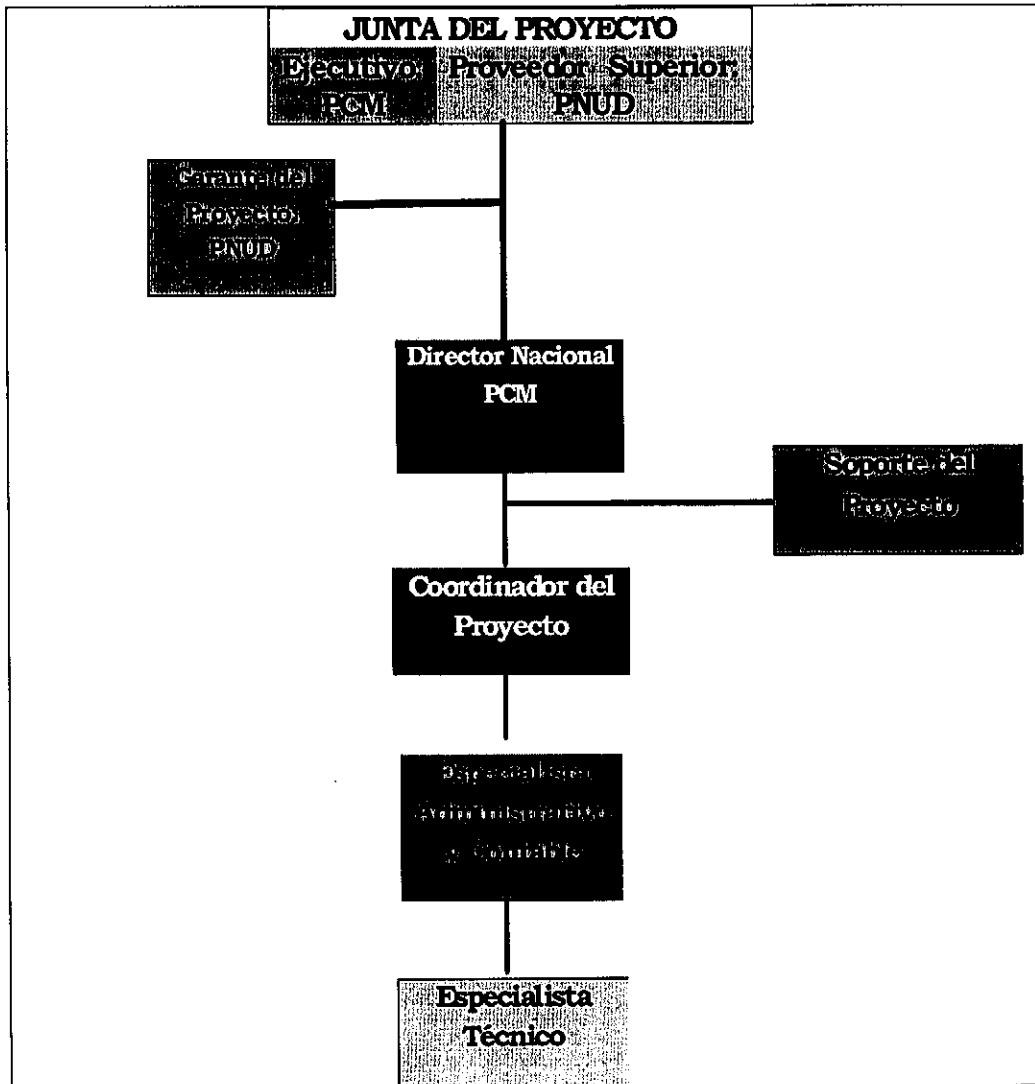 JUNTA DEL PROYECTO
Ejecutivo
PCM
Proveedor Superior;
PNUD
Garante del
Proyecto:
PNUD
Director Nacional
PCM
Soporte del
Proyecto
Coordinador del
Proyecto
Especialista
Técnico